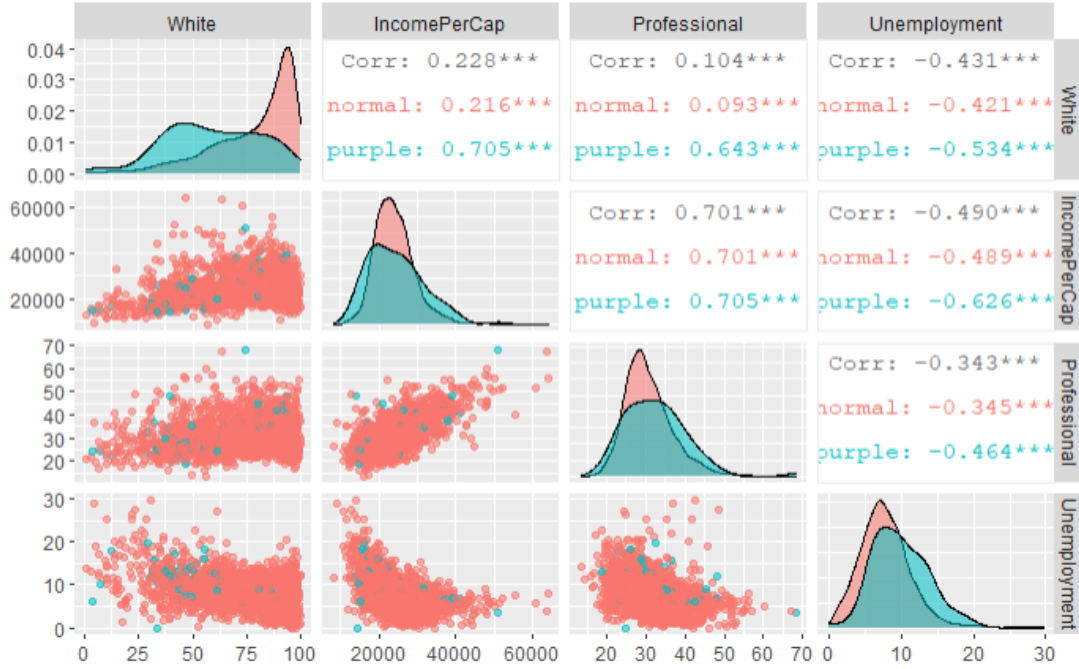 White IncomePerCap Professional Unemployment
0.04
0.03
0.02
0.01
0.00
Corr: 0.228***
normal: 0.216***
purple: 0.705***
Corr: 0.104***
normal: 0.093***
purple: 0.643***
Corr: -0.431***
normal: -0.421***
purple: -0.534***
White
60000
40000
20000
Corr: 0.701***
normal: 0.701***
purple: 0.705***
Corr: -0.490***
normal: -0.489***
purple: -0.626***
IncomePerCap
70
60
50
40
30
20
Corr: -0.343***
normal: -0.345***
purple: -0.464***
Professional
30
20
10
0
Unemployment
0 25 50 75 100 20000 40000 60000 20 30 40 50 60 70 0 10 20 30